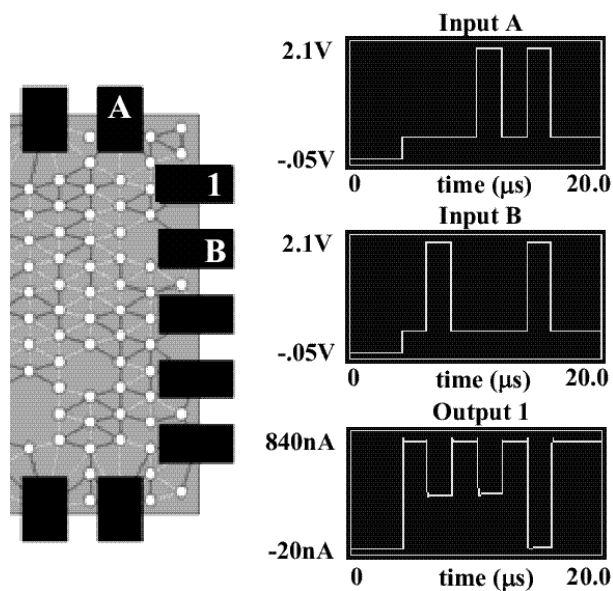 A
1
B
Input A
2.1V
-.05V
0 time (μs) 20.0
Input B
2.1V
-.05V
0 time (μs) 20.0
Output 1
840nA
-20nA
0 time (μs) 20.0